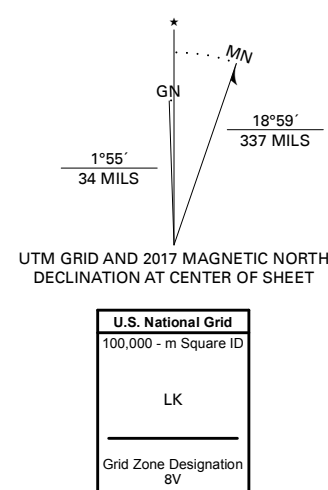 MN
GN
18°59´
337 MILS
1°55´
34 MILS
UTM GRID AND 2017 MAGNETIC NORTH
DECLINATION AT CENTER OF SHEET
U.S. National Grid
100,000 - m Square ID
LK
Grid Zone Designation
8V